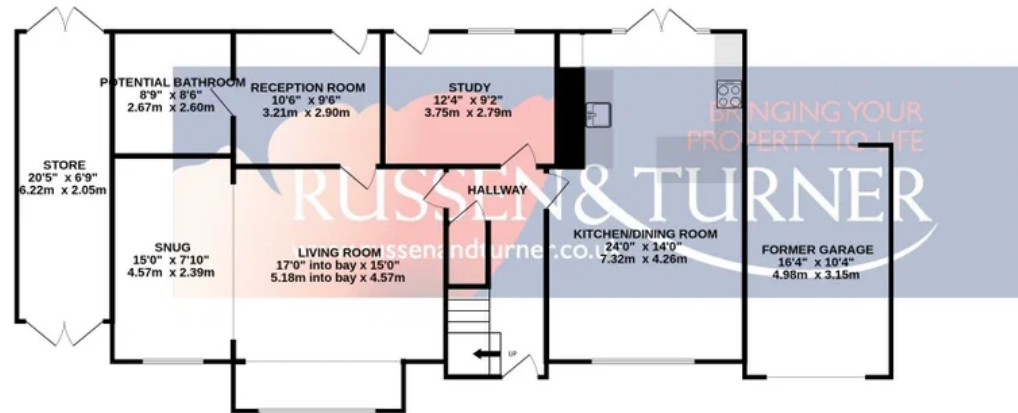 POTENTIAL BATHROOM
8'9" x 8'6"
2.67m x 2.60m
RECEPTION ROOM
10'6" x 9'6"
3.21m x 2.90m
STUDY
12'4" x 9'2"
3.75m x 2.79m
BRINGING YOUR
PROPERTY TO LIFE
STORE
20'5" x 6'9"
6.22m x 2.05m
HALLWAY
RUSSEN & TURNER
SNUG
15'0" x 7'10"
4.57m x 2.39m
LIVING ROOM
17'0" into bay x 15'0"
5.18m into bay x 4.57m
KITCHEN/DINING ROOM
24'0" x 14'0"
7.32m x 4.26m
FORMER GARAGE
16'4" x 10'4"
4.98m x 3.15m
UP